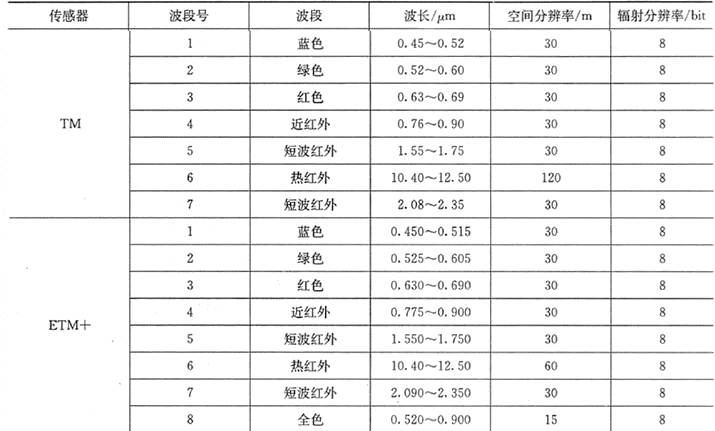 传感器 波段号 波段 波长/μm 空间分辨率/m 辐射分辨率/bit
TM
1 蓝色 0.45～0.52 30 8
2 绿色 0.52～0.60 30 8
3 红色 0.63～0.69 30 8
4 近红外 0.76～0.90 30 8
5 短波红外 1.55～1.75 30 8
6 热红外 10.40～12.50 120 8
7 短波红外 2.08～2.35 30 8
ETM+
1 蓝色 0.450～0.515 30 8
2 绿色 0.525～0.605 30 8
3 红色 0.630～0.690 30 8
4 近红外 0.775～0.900 30 8
5 短波红外 1.550～1.750 30 8
6 热红外 10.40～12.50 60 8
7 短波红外 2.090～2.350 30 8
8 全色 0.520～0.900 15 8